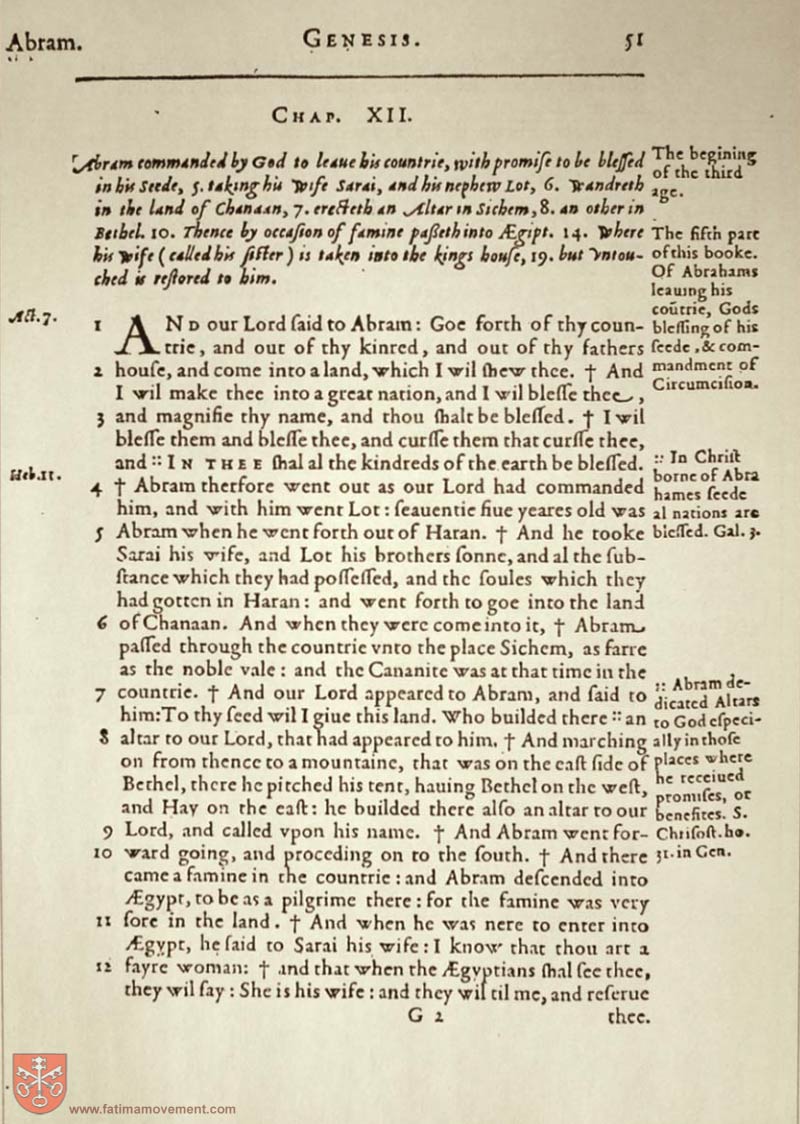 Abram.
GENESIS.
51
CHAP. XII.
Abram commanded by God to leaue his countrie, with promiſe to be bleſſed
in his Seede, 5. taking his Wife Sarai, and his nephew Lot, 6. Wandreth
in the land of Chanaan, 7. erecteth an Altar in Sichem, 8. an other in
Bethel. 10. Thence by occaſion of famine paßeth into Ægipt. 14. Where
his Wife (called his ſiſter) is taken into the kings houſe, 19. but Vntou-
ched is reſtored to him.
The begining
of the third
age.
The fifth part
of this booke.
Of Abrahams
leauing his
coũtrie, Gods
bleſſing of his
ſeede, & com-
mandment of
Circumciſion.
Act. 7.
1 AND our Lord ſaid to Abram: Goe forth of thy coun-
trie, and out of thy kinred, and out of thy fathers
2 houſe, and come into a land, which I wil ſhew thee. † And
I wil make thee into a great nation, and I wil bleſſe thee,
3 and magnifie thy name, and thou ſhalt be bleſſed. † I wil
bleſſe them and bleſſe thee, and curſſe them that curſſe thee,
and :: IN THEE ſhal al the kindreds of the earth be bleſſed.
Heb. 11.
4 † Abram therfore went out as our Lord had commanded
him, and with him went Lot: ſeauentie fiue yeares old was
5 Abram when he went forth out of Haran. † And he tooke
Sarai his wife, and Lot his brothers ſonne, and al the ſub-
ſtance which they had poſſeſſed, and the ſoules which they
had gotten in Haran: and went forth to goe into the land
6 of Chanaan. And when they were come into it, † Abram
paſſed through the countrie vnto the place Sichem, as farre
as the noble vale: and the Cananite was at that time in the
7 countrie. † And our Lord appeared to Abram, and ſaid to
him: To thy ſeed wil I giue this land. Who builded there :: an
8 altar to our Lord, that had appeared to him. † And marching
on from thence to a mountaine, that was on the eaſt ſide of
Bethel, there he pitched his tent, hauing Bethel on the weſt,
and Hay on the eaſt: he builded there alſo an altar to our
9 Lord, and called vpon his name. † And Abram went for-
10 ward going, and proceding on to the ſouth. † And there
came a famine in the countrie: and Abram deſcended into
Ægypt, to be as a pilgrime there: for the famine was very
11 ſore in the land. † And when he was nere to enter into
Ægypt, he ſaid to Sarai his wife: I know that thou art a
12 fayre woman: † and that when the Ægyptians ſhal ſee thee,
they wil ſay: She is his wife: and they wil til me, and reſerue
:: In Chriſt
borne of Abra
hames ſeede
al nations are
bleſſed. Gal. 3.
:: Abram de-
dicated Altars
to God eſpeci-
ally in thoſe
places where
he receiued
promiſes, or
benefites. S.
Chriſoſt. ho.
31. in Gen.
G 2
thee.
www.fatimamovement.com